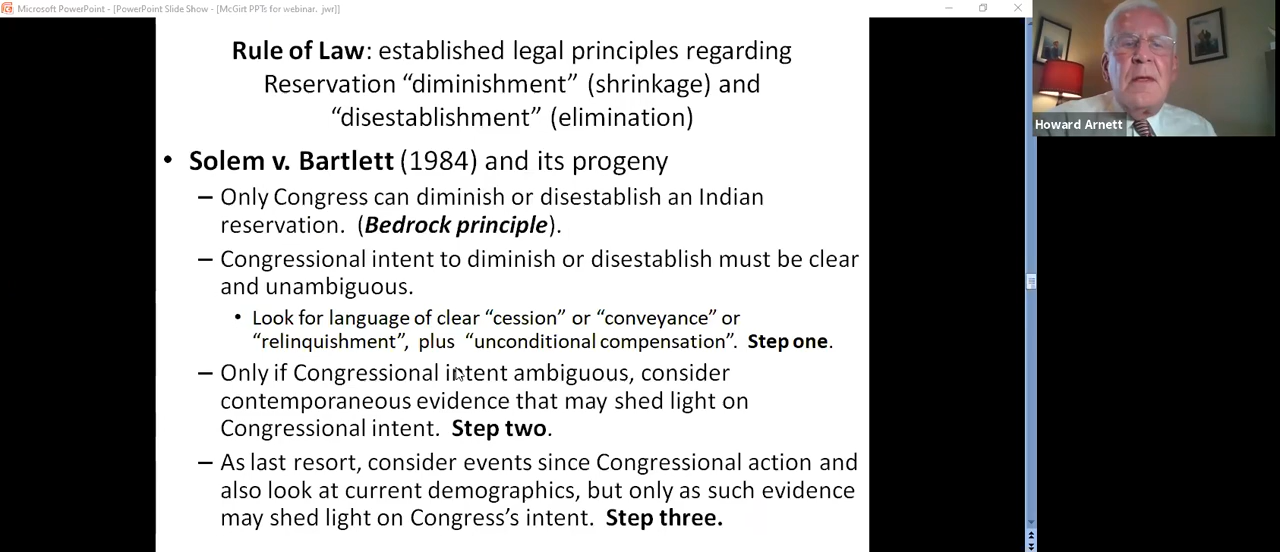 Microsoft PowerPoint - [PowerPoint Slide Show - [McGirt PPTs for webinar. jwr]]
Rule of Law: established legal principles regarding
Reservation “diminishment” (shrinkage) and
“disestablishment” (elimination)
Howard Arnett
• Solem v. Bartlett (1984) and its progeny
– Only Congress can diminish or disestablish an Indian
reservation. (Bedrock principle).
– Congressional intent to diminish or disestablish must be clear
and unambiguous.
• Look for language of clear “cession” or “conveyance” or
“relinquishment”, plus “unconditional compensation”. Step one.
– Only if Congressional intent ambiguous, consider
contemporaneous evidence that may shed light on
Congressional intent. Step two.
– As last resort, consider events since Congressional action and
also look at current demographics, but only as such evidence
may shed light on Congress’s intent. Step three.